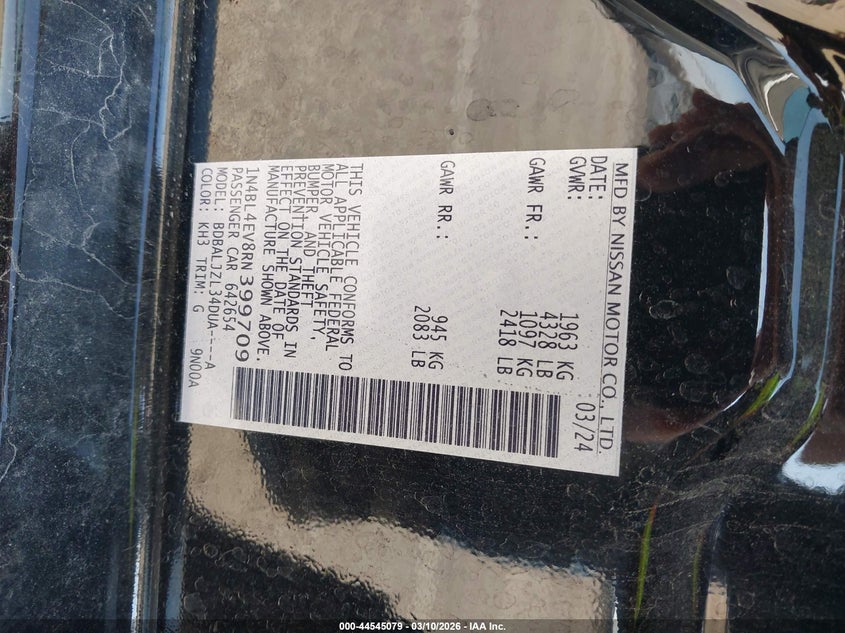 MFD BY NISSAN MOTOR CO., LTD.
DATE: 03/24
GVWR: 1963 KG
4328 LB
GAWR FR.: 1097 KG
2418 LB
GAWR RR.: 945 KG
2083 LB
THIS VEHICLE CONFORMS TO
ALL APPLICABLE FEDERAL
MOTOR VEHICLE SAFETY,
BUMPER AND THEFT
PREVENTION STANDARDS IN
EFFECT ON THE DATE OF
MANUFACTURE SHOWN ABOVE.
1N4BL4EV8RN399709
PASSENGER CAR 642654
MODEL: BDBALJZL34DUA----A
COLOR: KH3 TRIM: G 9N00A
000-44545079 - 03/10/2026 - IAA Inc.